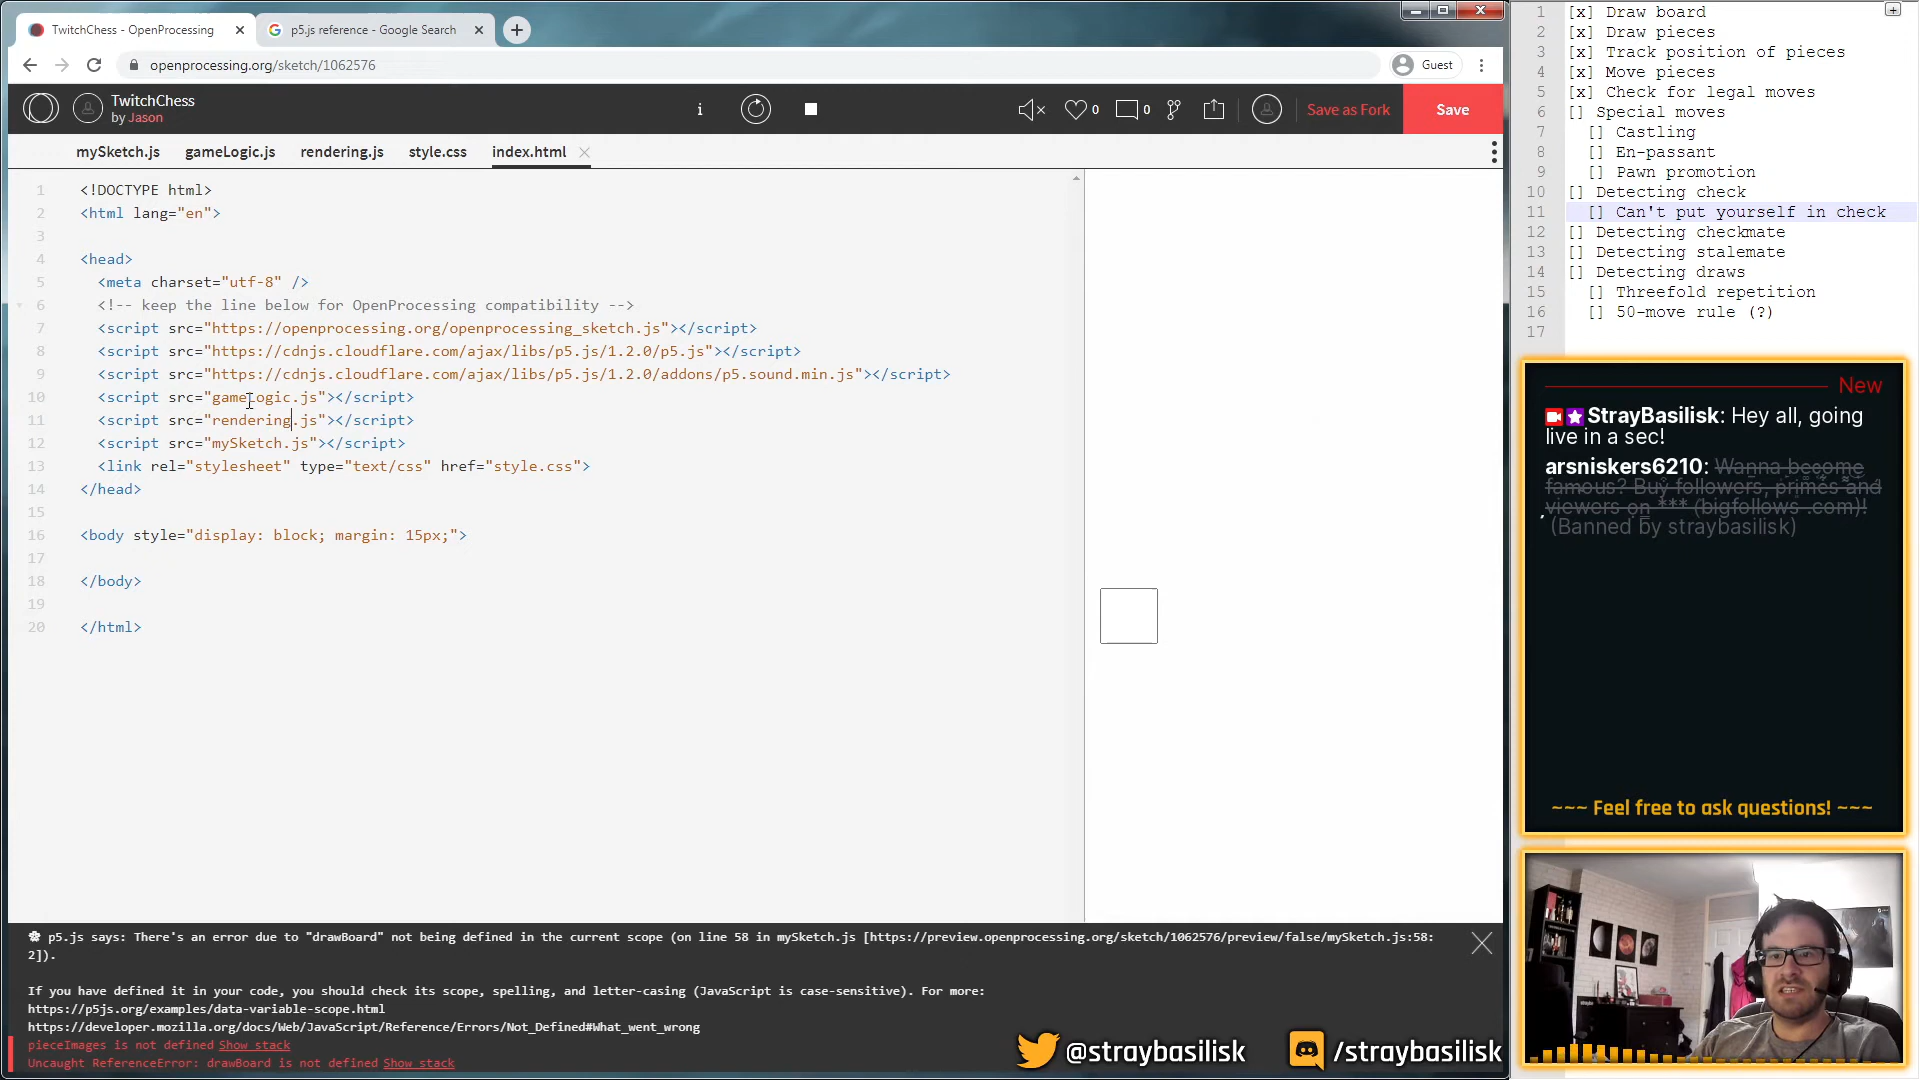 TwitchChess - OpenProcessing
p5.js reference - Google Search
openprocessing.org/sketch/1062576
Guest
TwitchChess
by Jason
0
0
Save as Fork
Save
mySketch.js
gameLogic.js
rendering.js
style.css
index.html
1 <!DOCTYPE html>
2 <html lang="en">
3
4 <head>
5 <meta charset="utf-8" />
6 <!-- keep the line below for OpenProcessing compatibility -->
7 <script src="https://openprocessing.org/openprocessing_sketch.js"></script>
8 <script src="https://cdnjs.cloudflare.com/ajax/libs/p5.js/1.2.0/p5.js"></script>
9 <script src="https://cdnjs.cloudflare.com/ajax/libs/p5.js/1.2.0/addons/p5.sound.min.js"></script>
10 <script src="gameLogic.js"></script>
11 <script src="rendering.js"></script>
12 <script src="mySketch.js"></script>
13 <link rel="stylesheet" type="text/css" href="style.css">
14 </head>
15
16 <body style="display: block; margin: 15px;">
17
18 </body>
19
20 </html>
p5.js says: There's an error due to "drawBoard" not being defined in the current scope (on line 58 in mySketch.js [https://preview.openprocessing.org/sketch/1062576/preview/false/mySketch.js:58:
2]).
If you have defined it in your code, you should check its scope, spelling, and letter-casing (JavaScript is case-sensitive). For more:
https://p5js.org/examples/data-variable-scope.html
https://developer.mozilla.org/docs/Web/JavaScript/Reference/Errors/Not_Defined#What_went_wrong
pieceImages is not defined Show stack
Uncaught ReferenceError: drawBoard is not defined Show stack
@straybasilisk
/straybasilisk
1 [x] Draw board
2 [x] Draw pieces
3 [x] Track position of pieces
4 [x] Move pieces
5 [x] Check for legal moves
6 [] Special moves
7 [] Castling
8 [] En-passant
9 [] Pawn promotion
10 [] Detecting check
11 [] Can't put yourself in check
12 [] Detecting checkmate
13 [] Detecting stalemate
14 [] Detecting draws
15 [] Threefold repetition
16 [] 50-move rule (?)
17
New
StrayBasilisk: Hey all, going
live in a sec!
arsniskers6210: Wanna become
famous? Buy followers, primes and
viewers on *** (bigfollows .com)!
(Banned by straybasilisk)
~~~ Feel free to ask questions! ~~~